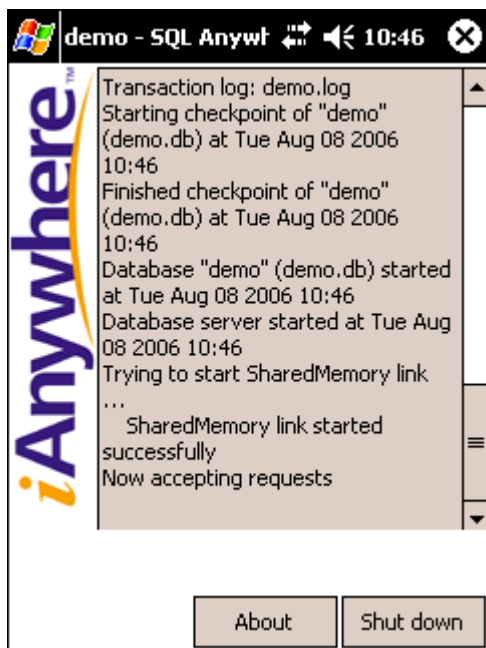 demo - SQL Anywh 10:46
iAnywhere™
Transaction log: demo.log
Starting checkpoint of "demo"
(demo.db) at Tue Aug 08 2006
10:46
Finished checkpoint of "demo"
(demo.db) at Tue Aug 08 2006
10:46
Database "demo" (demo.db) started
at Tue Aug 08 2006 10:46
Database server started at Tue Aug
08 2006 10:46
Trying to start SharedMemory link
...
SharedMemory link started
successfully
Now accepting requests
About
Shut down